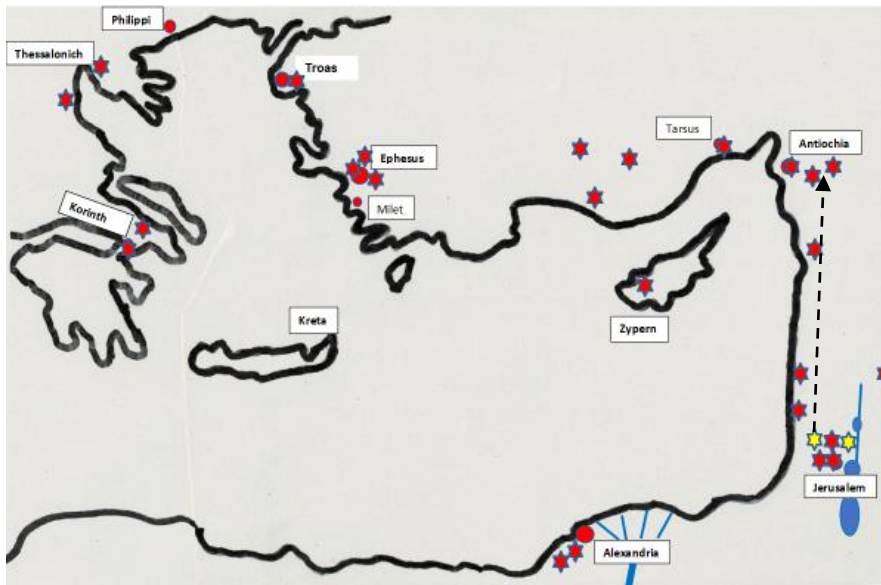 Philippi
Thessalonich
Troas
Tarsus
Antiochia
Ephesus
Milet
Korinth
Zypern
Kreta
Jerusalem
Alexandria